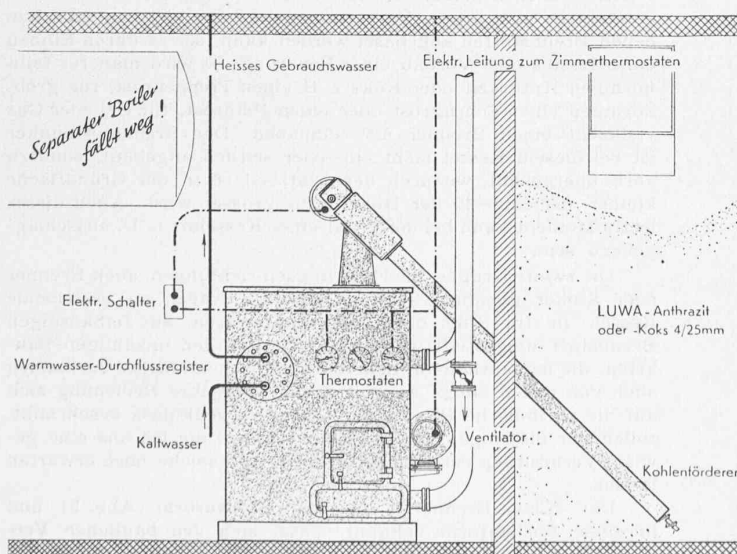 Heisses Gebrauchswasser
Elektr. Leitung zum Zimmerthermostaten
Separater Boiler
fällt weg!
Elektr. Schalter
LUWA-Anthrazit
oder -Koks 4/25mm
Warmwasser-Durchflussregister
Thermostaten
Kaltwasser
Ventilator
Kohlenförderer